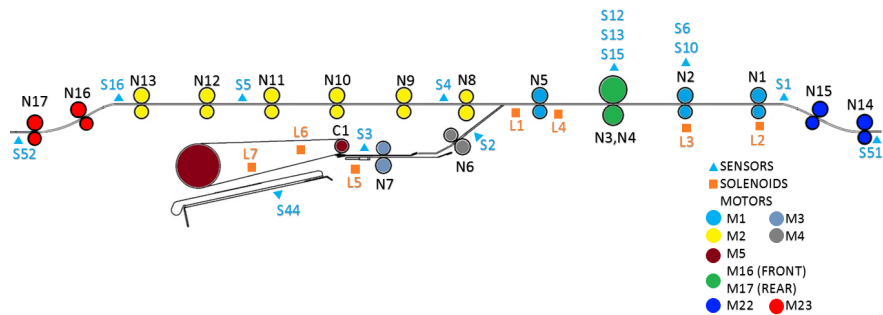 S12
S13
S15
S6
S10
N17
N16
S16
N13
N12
S5
N11
N10
N9
S4
N8
N5
N2
N1
S1
N15
N14
S52
L7
L6
C1
S3
L5
N7
S2
N6
L1
L4
N3,N4
L3
L2
S51
S44
SENSORS
SOLENOIDS
MOTORS
M1 M3
M2 M4
M5
M16 (FRONT)
M17 (REAR)
M22 M23